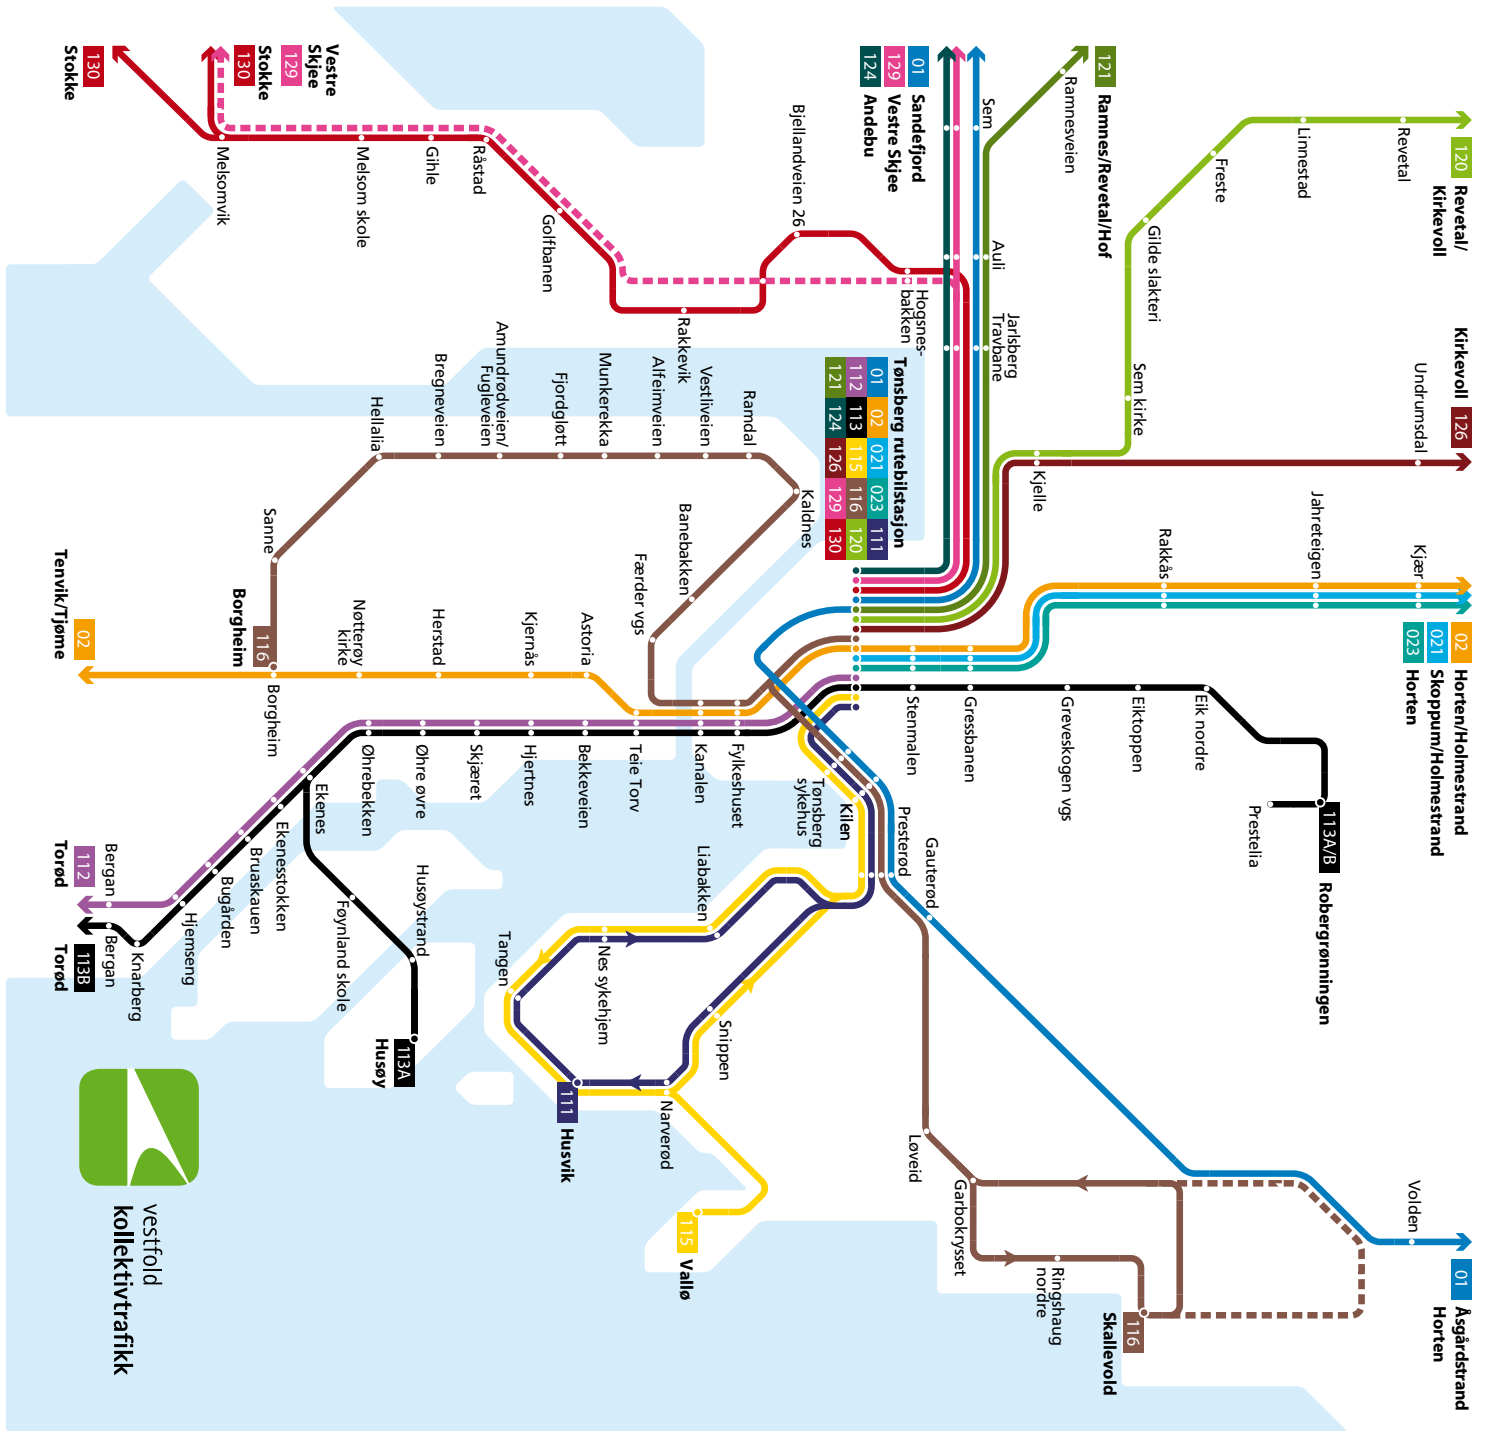 120
Revetal/
Kirkevoll
Revetal
Linnestad
Freste
Gilde slakteri
Sem kirke
Kirkevoll
126
Undrumsdal
Kjelle
121
Ramnes/Revetal/Hof
Ramnesveien
01
Sandefjord
129
Vestre Skjee
124
Andebu
Sem
Auli
Jarlsberg
Travbane
Hogsnes-
bakken
Bjellandveien 26
Rakkevik
Golfbanen
Råstad
Gihle
Melsom skole
Melsomvik
Vestre
Skjee
129
130
Stokke
130
Stokke
Tønsberg rutebilstasjon
01
02
021
023
111
112
113
115
116
120
121
124
126
129
130
Kjær
Jahreteigen
Rakkås
02
Horten/Holmestrand
021
Skoppum/Holmestrand
023
Horten
Stenmalen
Gressbanen
Greveskogen vgs
Eiktoppen
Eik nordre
Prestelia
113A/B
Robergrønningen
Kaldnes
Ramdal
Vestliveien
Alfeimveien
Munkerekka
Fjordgløtt
Amundrødveien/
Fugleveien
Bregneveien
Hellalia
Sanne
Borgheim
116
Borgheim
Banebakken
Færder vgs
Astoria
Kjernås
Herstad
Nøtterøy
kirke
Tenvik/Tjøme
02
Fylkeshuset
Kanalen
Teie Torv
Bekkeveien
Hjertnes
Skjæret
Øhre øvre
Øhrebekken
Ekenes
Ekenesstokken
Bruaskauen
Bugården
Hjemseng
Knarberg
Bergan
Bergan
112
Torød
113B
Torød
Føynland skole
Husøystrand
113A
Husøy
Tønsberg
sykehus
Kilen
Presterød
Gauterød
Liabakken
Nes sykehjem
Tangen
Snippen
Narverød
111
Husvik
115
Vallø
Løveid
Garbokrysset
Ringshaug
nordre
116
Skallevold
Volden
01
Åsgårdstrand
Horten
vestfold
kollektivtrafikk